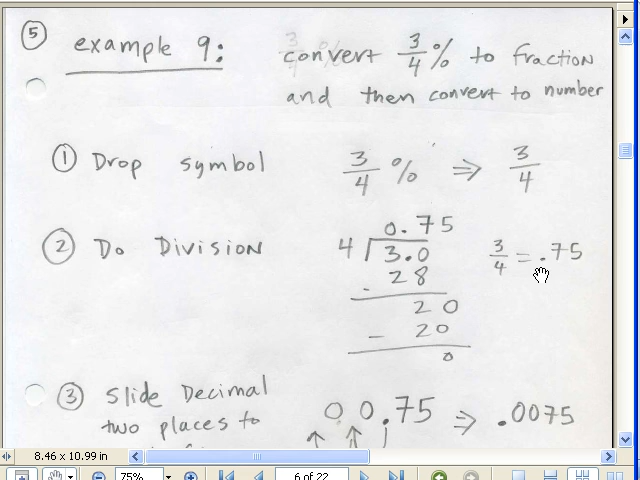 5 example 9: convert 3/4 % to fraction
and then convert to number
1 Drop symbol 3/4 % ⇒ 3/4
0.75
2 Do Division 4 3.0 3/4 = .75
- 28
20
- 20
0
3 Slide Decimal
two places to 00.75 ⇒ .0075
8.46 x 10.99 in
75% 6 of 22